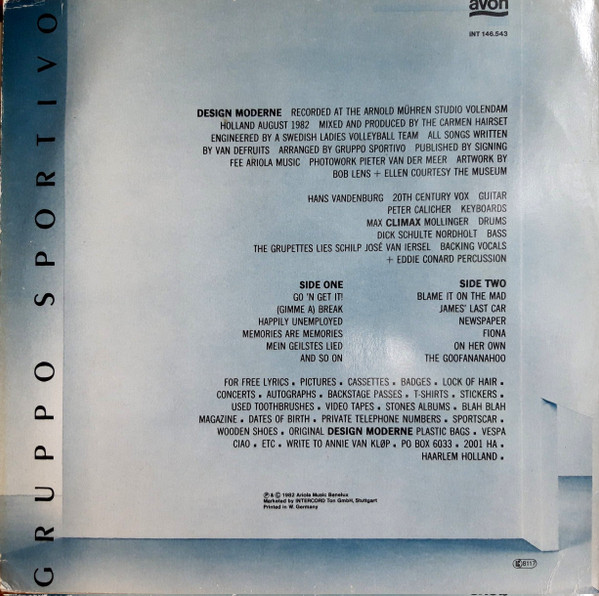 avon
INT 146.543
GRUPPO SPORTIVO
DESIGN MODERNE RECORDED AT THE ARNOLD MÜHREN STUDIO VOLENDAM
HOLLAND AUGUST 1982 MIXED AND PRODUCED BY THE CARMEN HAIRSET
ENGINEERED BY A SWEDISH LADIES VOLLEYBALL TEAM ALL SONGS WRITTEN
BY VAN DEFRUITS ARRANGED BY GRUPPO SPORTIVO PUBLISHED BY SIGNING
FEE ARIOLA MUSIC PHOTOWORK PIETER VAN DER MEER ARTWORK BY
BOB LENS + ELLEN COURTESY THE MUSEUM
HANS VANDENBURG 20TH CENTURY VOX GUITAR
PETER CALICHER KEYBOARDS
MAX CLIMAX MOLLINGER DRUMS
DICK SCHULTE NORDHOLT BASS
THE GRUPETTES LIES SCHILP JOSÉ VAN IERSEL BACKING VOCALS
+ EDDIE CONARD PERCUSSION
SIDE ONE
GO 'N GET IT!
(GIMME A) BREAK
HAPPILY UNEMPLOYED
MEMORIES ARE MEMORIES
MEIN GEILSTES LIED
AND SO ON
SIDE TWO
BLAME IT ON THE MAD
JAMES' LAST CAR
NEWSPAPER
FIONA
ON HER OWN
THE GOOFANANAHOO
FOR FREE LYRICS • PICTURES • CASSETTES • BADGES • LOCK OF HAIR •
CONCERTS • AUTOGRAPHS • BACKSTAGE PASSES • T-SHIRTS • STICKERS •
USED TOOTHBRUSHES • VIDEO TAPES • STONES ALBUMS • BLAH BLAH
MAGAZINE • DATES OF BIRTH • PRIVATE TELEPHONE NUMBERS • SPORTSCAR •
WOODEN SHOES • ORIGINAL DESIGN MODERNE PLASTIC BAGS • VESPA
CIAO • ETC • WRITE TO ANNIE VAN KLØP • PO BOX 6033 • 2001 HA •
HAARLEM HOLLAND •
℗ & © 1982 Ariola Music Benelux
Marketed by INTERCORD Ton GmbH, Stuttgart
Printed in W. Germany
8117